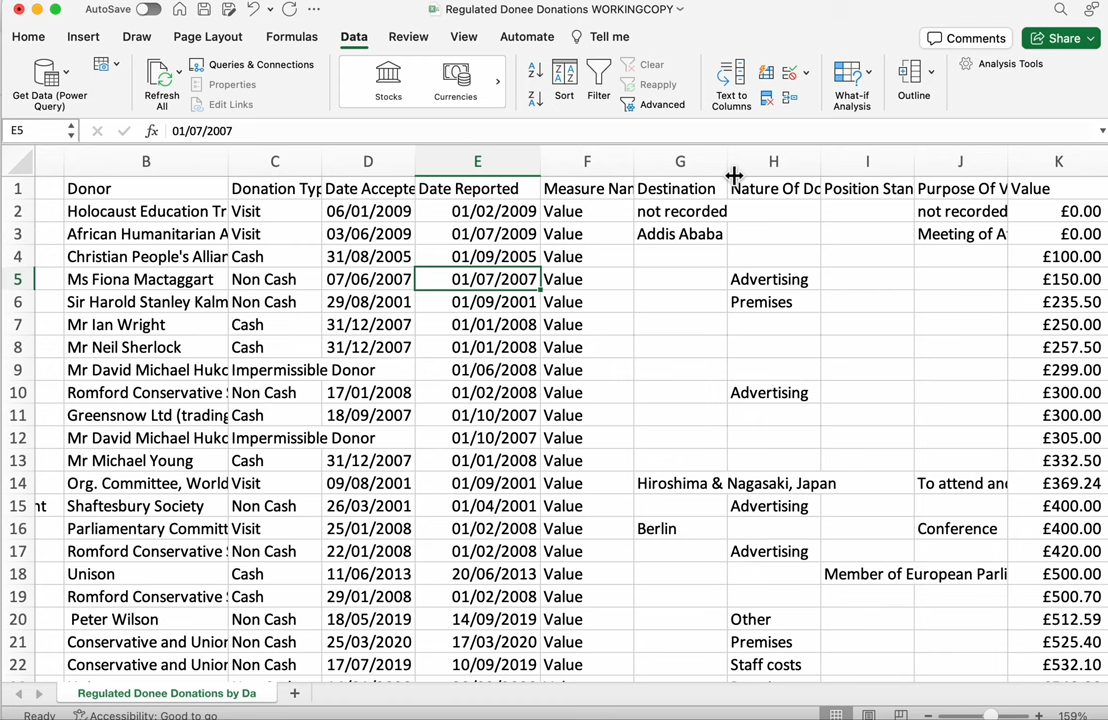 AutoSave Regulated Donee Donations WORKINGCOPY
Home Insert Draw Page Layout Formulas Data Review View Automate Tell me Comments Share
Queries & Connections Clear Analysis Tools
Properties Reapply
Get Data (Power Query) Refresh All Edit Links Stocks Currencies Sort Filter Advanced Text to Columns What-if Analysis Outline
E5 fx 01/07/2007
B C D E F G H I J K
1 Donor Donation Typ Date Accepte Date Reported Measure Nam Destination Nature Of Do Position Stan Purpose Of V Value
2 Holocaust Education Tr Visit 06/01/2009 01/02/2009 Value not recorded not recorded £0.00
3 African Humanitarian A Visit 03/06/2009 01/07/2009 Value Addis Ababa Meeting of A £0.00
4 Christian People's Allian Cash 31/08/2005 01/09/2005 Value £100.00
5 Ms Fiona Mactaggart Non Cash 07/06/2007 01/07/2007 Value Advertising £150.00
6 Sir Harold Stanley Kalm Non Cash 29/08/2001 01/09/2001 Value Premises £235.50
7 Mr Ian Wright Cash 31/12/2007 01/01/2008 Value £250.00
8 Mr Neil Sherlock Cash 31/12/2007 01/01/2008 Value £257.50
9 Mr David Michael Hukc Impermissible Donor 01/06/2008 Value £299.00
10 Romford Conservative Non Cash 17/01/2008 01/02/2008 Value Advertising £300.00
11 Greensnow Ltd (trading Cash 18/09/2007 01/10/2007 Value £300.00
12 Mr David Michael Hukc Impermissible Donor 01/10/2007 Value £305.00
13 Mr Michael Young Cash 31/12/2007 01/01/2008 Value £332.50
14 Org. Committee, World Visit 09/08/2001 01/09/2001 Value Hiroshima & Nagasaki, Japan To attend and £369.24
15 nt Shaftesbury Society Non Cash 26/03/2001 01/04/2001 Value Advertising £400.00
16 Parliamentary Committ Visit 25/01/2008 01/02/2008 Value Berlin Conference £400.00
17 Romford Conservative Non Cash 22/01/2008 01/02/2008 Value Advertising £420.00
18 Unison Cash 11/06/2013 20/06/2013 Value Member of European Parli £500.00
19 Romford Conservative Cash 29/01/2008 01/02/2008 Value £500.70
20 Peter Wilson Non Cash 18/05/2019 14/09/2019 Value Other £512.59
21 Conservative and Union Non Cash 25/03/2020 17/03/2020 Value Premises £525.40
22 Conservative and Union Non Cash 17/07/2019 10/09/2019 Value Staff costs £532.10
Regulated Donee Donations by Da
Ready Accessibility: Good to go 159%